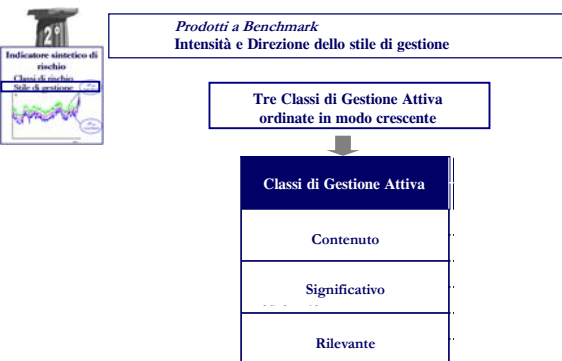 2°
Indicatore sintetico di
rischio
Classi di rischio
Stile di gestione
Prodotti a Benchmark
Intensità e Direzione dello stile di gestione
Tre Classi di Gestione Attiva
ordinate in modo crescente
Classi di Gestione Attiva
Contenuto
Significativo
Rilevante